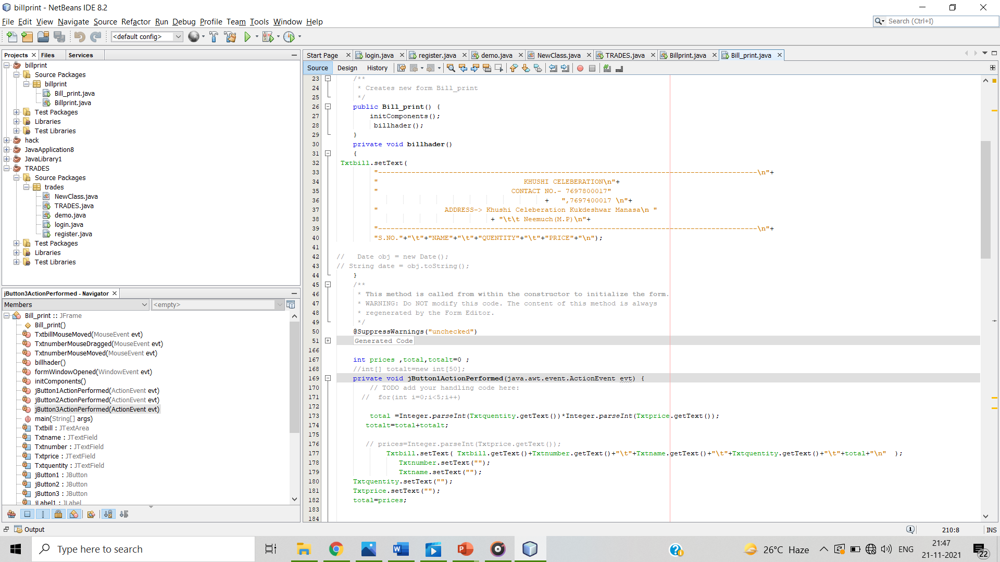 billprint - NetBeans IDE 8.2
File Edit View Navigate Source Refactor Run Debug Profile Team Tools Window Help
Search (Ctrl+I)
<default config>
Projects Files Services
billprint
Source Packages
billprint
Bill_print.java
Billprint.java
Test Packages
Libraries
Test Libraries
hack
JavaApplication8
JavaLibrary1
TRADES
Source Packages
trades
NewClass.java
TRADES.java
demo.java
login.java
register.java
Test Packages
Libraries
Test Libraries
jButton3ActionPerformed - Navigator
Members <empty>
Bill_print :: JFrame
Bill_print()
TxtbillMouseMoved(MouseEvent evt)
TxtnumberMouseDragged(MouseEvent evt)
TxtnumberMouseMoved(MouseEvent evt)
billhader()
formWindowOpened(WindowEvent evt)
initComponents()
jButton1ActionPerformed(ActionEvent evt)
jButton2ActionPerformed(ActionEvent evt)
jButton3ActionPerformed(ActionEvent evt)
main(String[] args)
Txtbill : JTextArea
Txtname : JTextField
Txtnumber : JTextField
Txtprice : JTextField
Txtquentity : JTextField
jButton1 : JButton
jButton2 : JButton
jButton3 : JButton
jLabel1 : JLabel
Start Page login.java register.java demo.java NewClass.java TRADES.java Billprint.java Bill_print.java
Source Design History
23 /**
24 * Creates new form Bill_print
25 */
26 public Bill_print() {
27 initComponents();
28 billhader();
29 }
30 private void billhader()
31 {
32 Txtbill.setText(
33 "-------------------------------------------------------------------------------------------\n"+
34 " KHUSHI CELEBERATION\n"+
35 " CONTACT NO.- 7697800017"
36 + ",7697400017 \n"+
37 " ADDRESS-> Khushi Celeberation Kukdeshwar Manasa\n "
38 + "\t\t Neemuch(M.P)\n"+
39 "-------------------------------------------------------------------------------------------\n"+
40 "S.NO."+"\t"+"NAME"+"\t"+"QUENTITY"+"\t"+"PRICE"+"\n");
41
42 // Date obj = new Date();
43 // String date = obj.toString();
44 }
45 /**
46 * This method is called from within the constructor to initialize the form.
47 * WARNING: Do NOT modify this code. The content of this method is always
48 * regenerated by the Form Editor.
49 */
50 @SuppressWarnings("unchecked")
51 Generated Code
166
167 int prices ,total,totalt=0 ;
168 //int[] totalt=new int[50];
169 private void jButton1ActionPerformed(java.awt.event.ActionEvent evt) {
170 // TODO add your handling code here:
171 // for(int i=0;i<5;i++)
172
173 total =Integer.parseInt(Txtquentity.getText())*Integer.parseInt(Txtprice.getText());
174 totalt=total+totalt;
175
176 // prices=Integer.parseInt(Txtprice.getText());
177 Txtbill.setText( Txtbill.getText()+Txtnumber.getText()+"\t"+Txtname.getText()+"\t"+Txtquentity.getText()+"\t"+total+"\n" );
178 Txtnumber.setText("");
179 Txtname.setText("");
180 Txtquentity.setText("");
181 Txtprice.setText("");
182 total=prices;
183
184
Output
1 210:8 INS
Type here to search
26°C Haze
ENG
21:47
21-11-2021
22